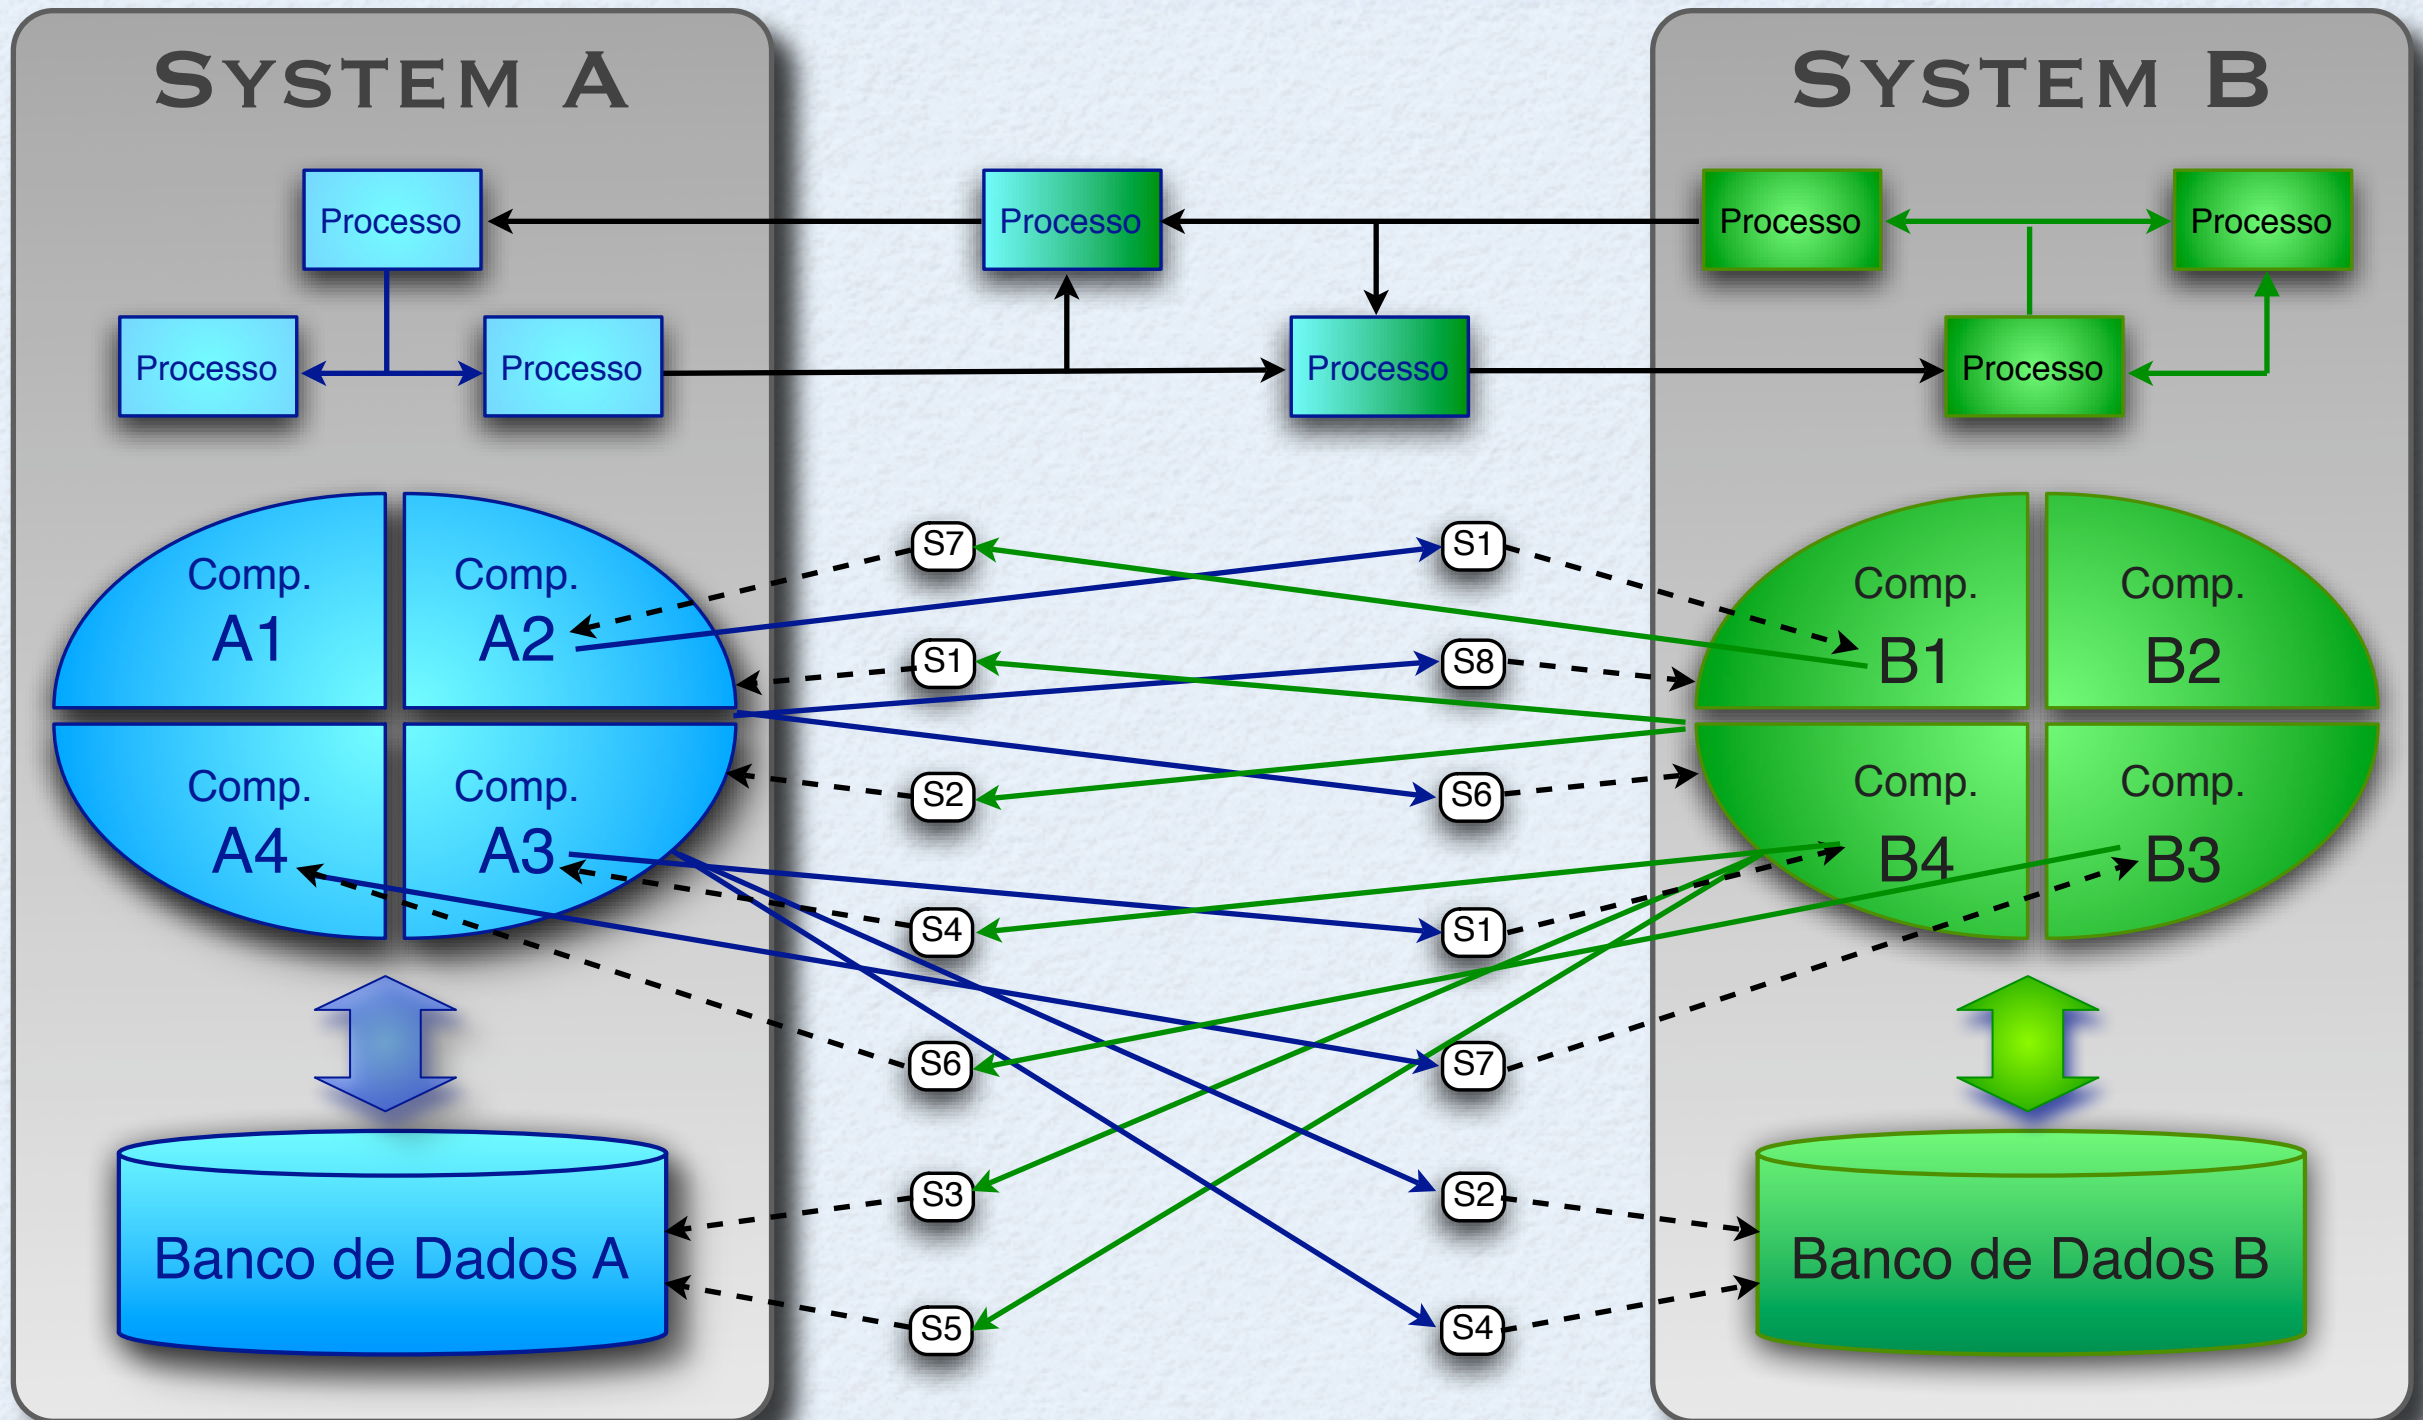 SYSTEM A
SYSTEM B
Processo
Processo
Processo
Processo
Processo
Processo
Processo
Processo
Comp.
A1
Comp.
A2
Comp.
A4
Comp.
A3
S7
S1
S1
S8
S2
S6
S4
S1
S6
S7
S3
S2
S5
S4
Comp.
B1
Comp.
B2
Comp.
B4
Comp.
B3
Banco de Dados A
Banco de Dados B